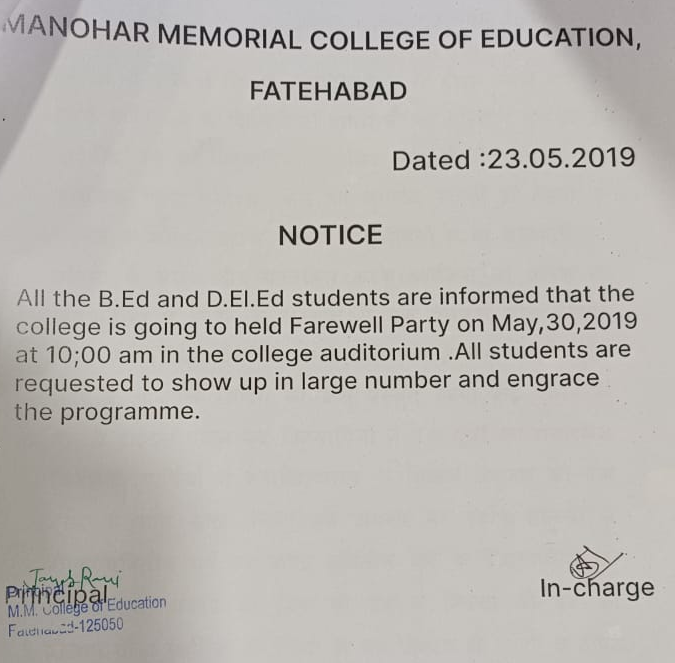 MANOHAR MEMORIAL COLLEGE OF EDUCATION,
FATEHABAD
Dated :23.05.2019
NOTICE
All the B.Ed and D.El.Ed students are informed that the
college is going to held Farewell Party on May,30,2019
at 10;00 am in the college auditorium .All students are
requested to show up in large number and engrace
the programme.
Principal
Principal
M.M. College of Education
Fatehabad-125050
In-charge